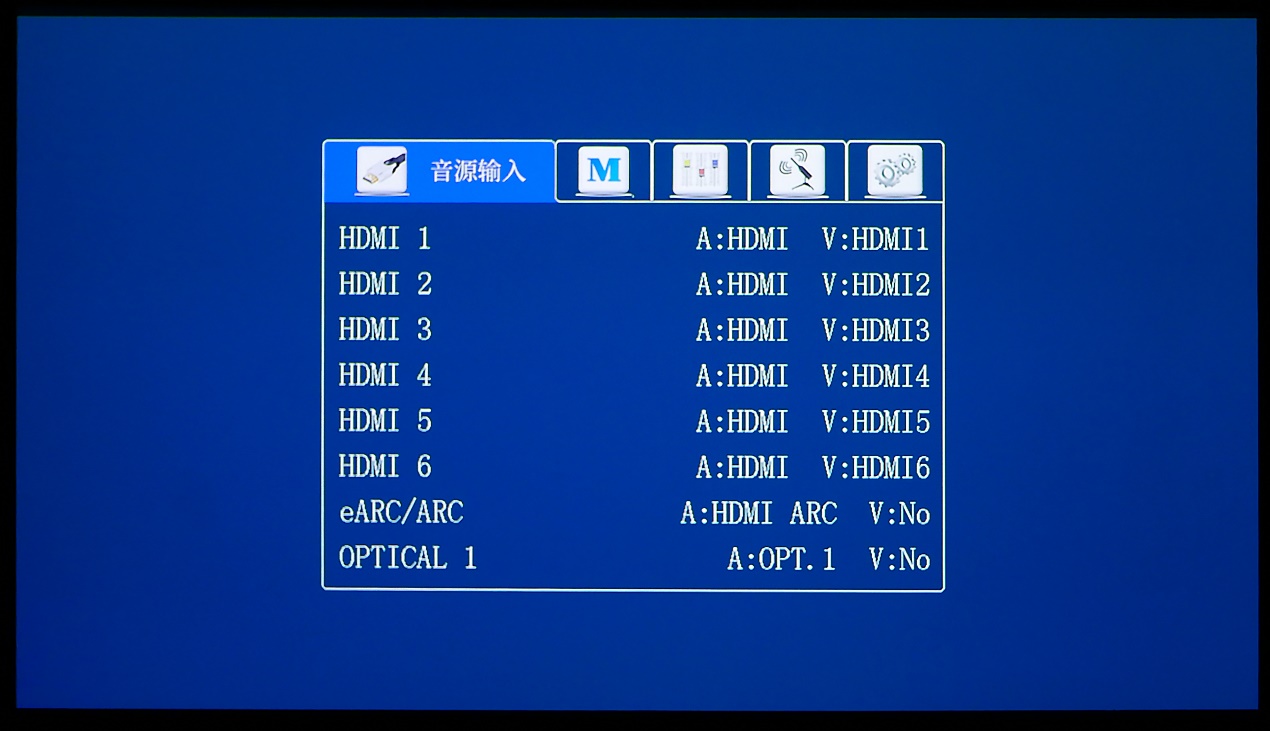 音源输入 M
HDMI 1 A:HDMI V:HDMI1
HDMI 2 A:HDMI V:HDMI2
HDMI 3 A:HDMI V:HDMI3
HDMI 4 A:HDMI V:HDMI4
HDMI 5 A:HDMI V:HDMI5
HDMI 6 A:HDMI V:HDMI6
eARC/ARC A:HDMI ARC V:No
OPTICAL 1 A:OPT.1 V:No